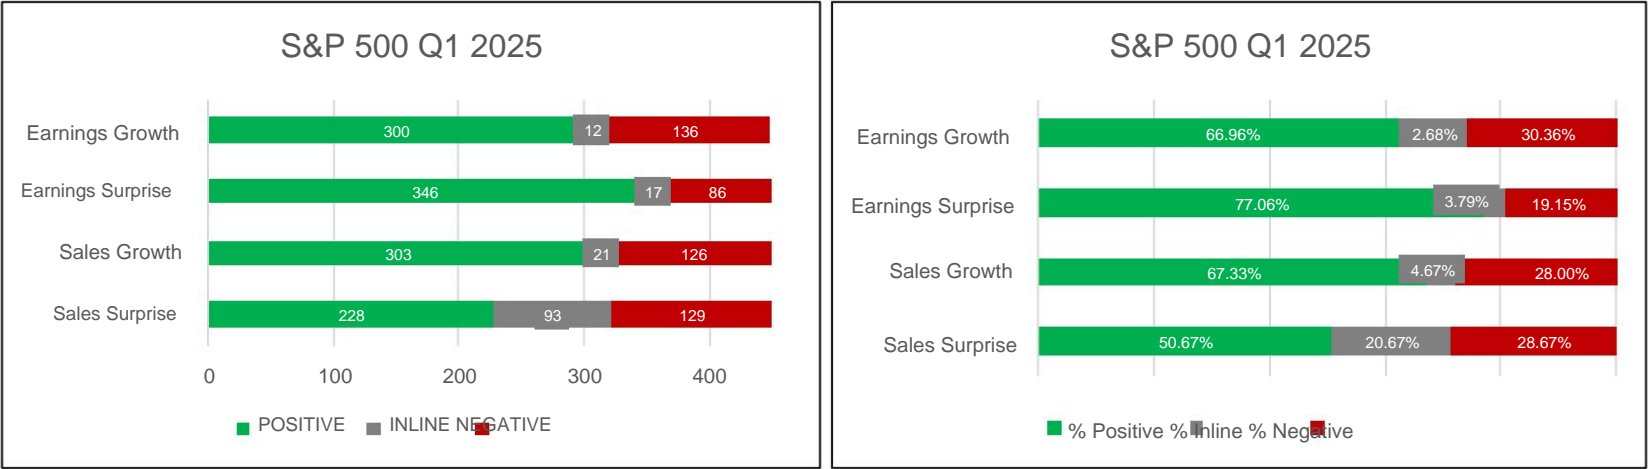 S&P 500 Q1 2025
Earnings Growth 300 12 136
Earnings Surprise 346 17 86
Sales Growth 303 21 126
Sales Surprise 228 93 129
0 100 200 300 400
POSITIVE INLINE NEGATIVE
S&P 500 Q1 2025
Earnings Growth 66.96% 2.68% 30.36%
Earnings Surprise 77.06% 3.79% 19.15%
Sales Growth 67.33% 4.67% 28.00%
Sales Surprise 50.67% 20.67% 28.67%
% Positive % Inline % Negative